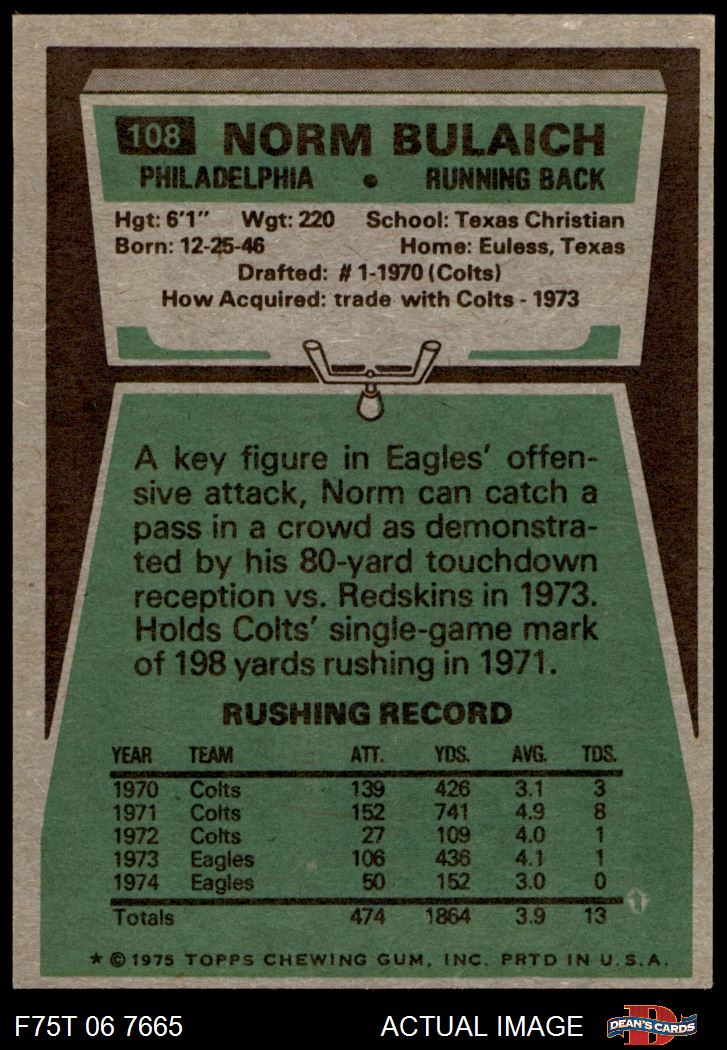 108 NORM BULAICH
PHILADELPHIA • RUNNING BACK
Hgt: 6'1" Wgt: 220 School: Texas Christian
Born: 12-25-46 Home: Euless, Texas
Drafted: #1-1970 (Colts)
How Acquired: trade with Colts - 1973
A key figure in Eagles' offen-
sive attack, Norm can catch a
pass in a crowd as demonstra-
ted by his 80-yard touchdown
reception vs. Redskins in 1973.
Holds Colts' single-game mark
of 198 yards rushing in 1971.
RUSHING RECORD
YEAR TEAM ATT. YDS. AVG. TDS.
1970 Colts 139 426 3.1 3
1971 Colts 152 741 4.9 8
1972 Colts 27 109 4.0 1
1973 Eagles 106 436 4.1 1
1974 Eagles 50 152 3.0 0
Totals 474 1864 3.9 13
* © 1975 TOPPS CHEWING GUM, INC. PRTD IN U.S.A.
F75T 06 7665 ACTUAL IMAGE DEAN'S CARDS